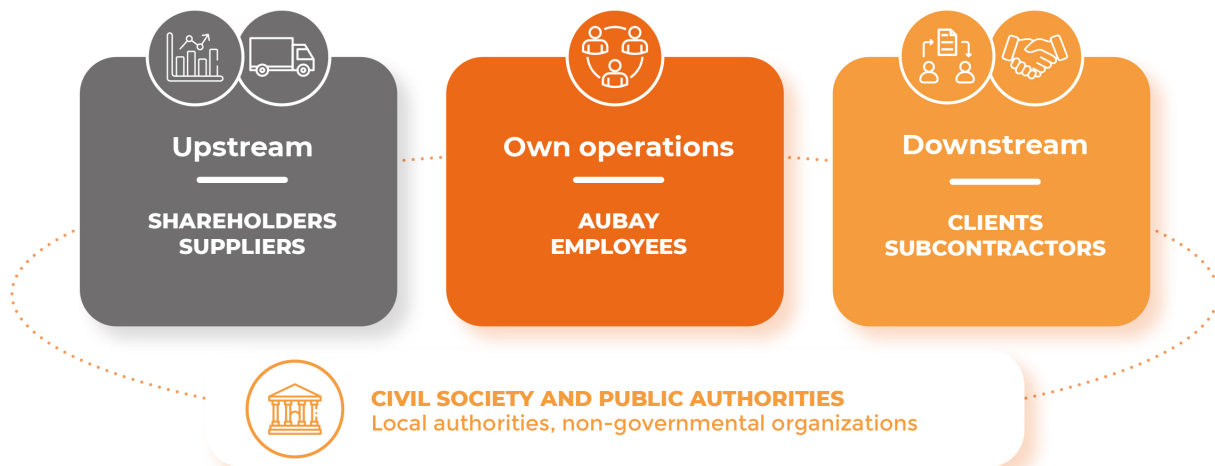 Upstream
SHAREHOLDERS
SUPPLIERS
Own operations
AUBAY
EMPLOYEES
Downstream
CLIENTS
SUBCONTRACTORS
CIVIL SOCIETY AND PUBLIC AUTHORITIES
Local authorities, non-governmental organizations